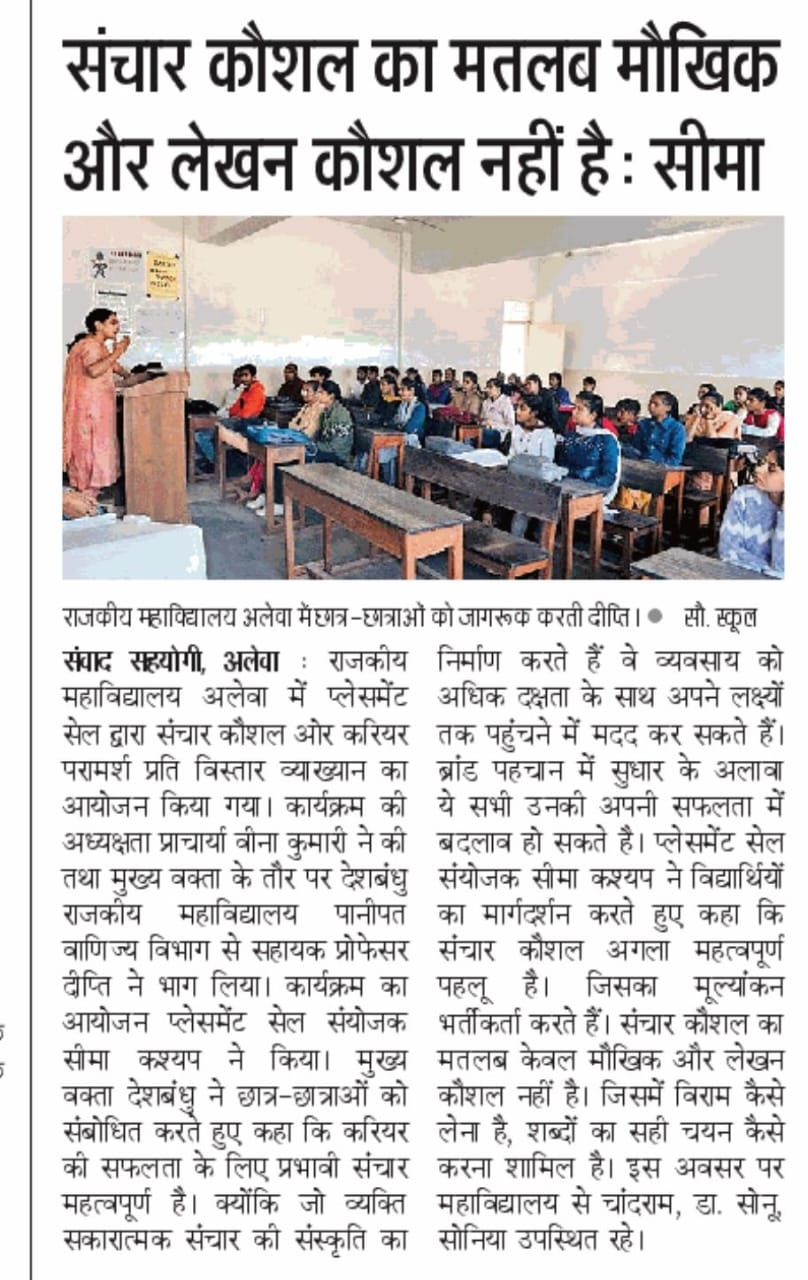 संचार कौशल का मतलब मौखिक
और लेखन कौशल नहीं है : सीमा
राजकीय महाविद्यालय अलेवा में छात्र-छात्राओं को जागरूक करती दीप्ति। ● सौ. स्कूल
संवाद सहयोगी, अलेवा : राजकीय
महाविद्यालय अलेवा में प्लेसमेंट
सेल द्वारा संचार कौशल ओर करियर
परामर्श प्रति विस्तार व्याख्यान का
आयोजन किया गया। कार्यक्रम की
अध्यक्षता प्राचार्या वीना कुमारी ने की
तथा मुख्य वक्ता के तौर पर देशबंधु
राजकीय महाविद्यालय पानीपत
वाणिज्य विभाग से सहायक प्रोफेसर
दीप्ति ने भाग लिया। कार्यक्रम का
आयोजन प्लेसमेंट सेल संयोजक
सीमा कश्यप ने किया। मुख्य
वक्ता देशबंधु ने छात्र-छात्राओं को
संबोधित करते हुए कहा कि करियर
की सफलता के लिए प्रभावी संचार
महत्वपूर्ण है। क्योंकि जो व्यक्ति
सकारात्मक संचार की संस्कृति का
निर्माण करते हैं वे व्यवसाय को
अधिक दक्षता के साथ अपने लक्ष्यों
तक पहुंचने में मदद कर सकते हैं।
ब्रांड पहचान में सुधार के अलावा
ये सभी उनकी अपनी सफलता में
बदलाव हो सकते है। प्लेसमेंट सेल
संयोजक सीमा कश्यप ने विद्यार्थियों
का मार्गदर्शन करते हुए कहा कि
संचार कौशल अगला महत्वपूर्ण
पहलू है। जिसका मूल्यांकन
भर्तीकर्ता करते हैं। संचार कौशल का
मतलब केवल मौखिक और लेखन
कौशल नहीं है। जिसमें विराम कैसे
लेना है, शब्दों का सही चयन कैसे
करना शामिल है। इस अवसर पर
महाविद्यालय से चांदराम, डा. सोनू,
सोनिया उपस्थित रहे।